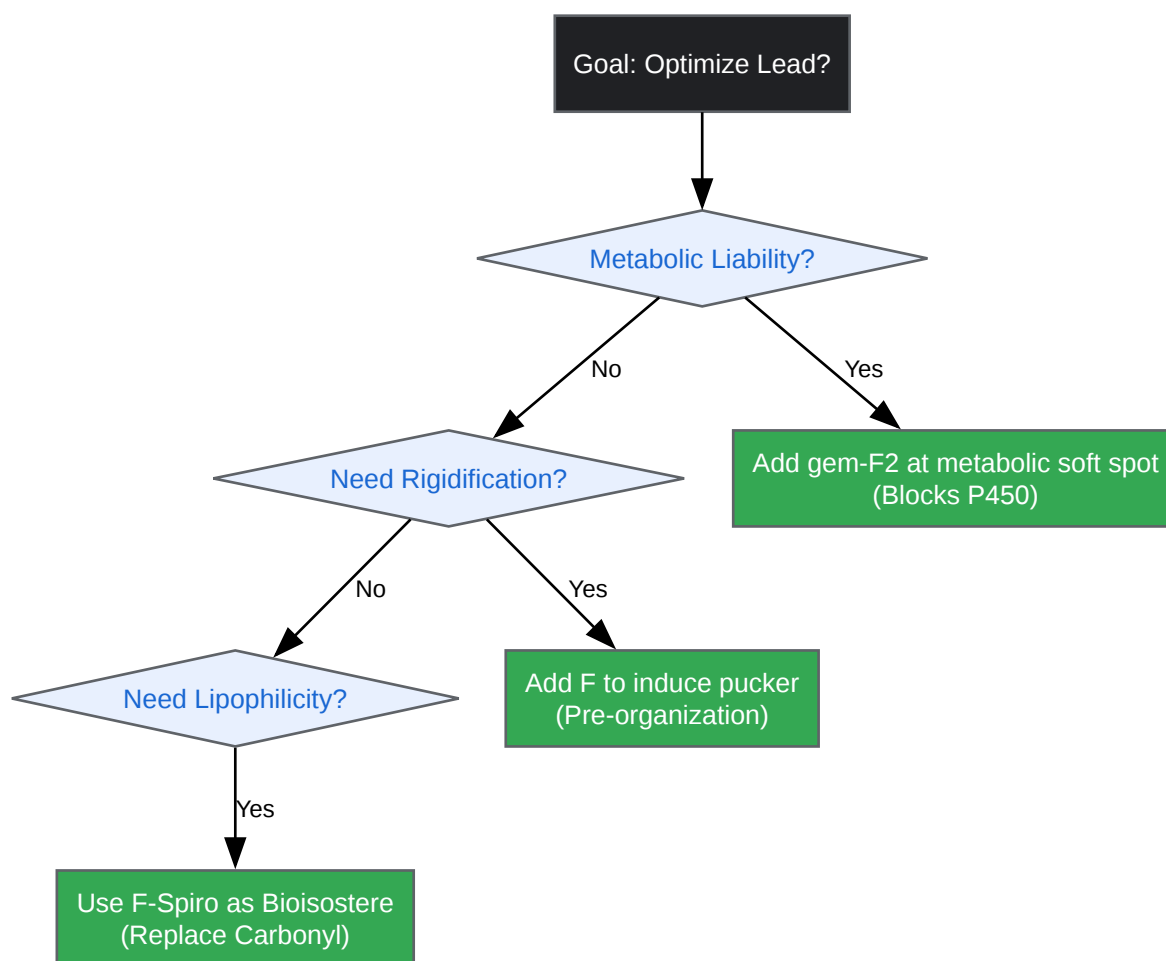 Goal: Optimize Lead?
Metabolic Liability?
No
Yes
Need Rigidification?
Add gem-F2 at metabolic soft spot
(Blocks P450)
No
Yes
Need Lipophilicity?
Add F to induce pucker
(Pre-organization)
Yes
Use F-Spiro as Bioisostere
(Replace Carbonyl)